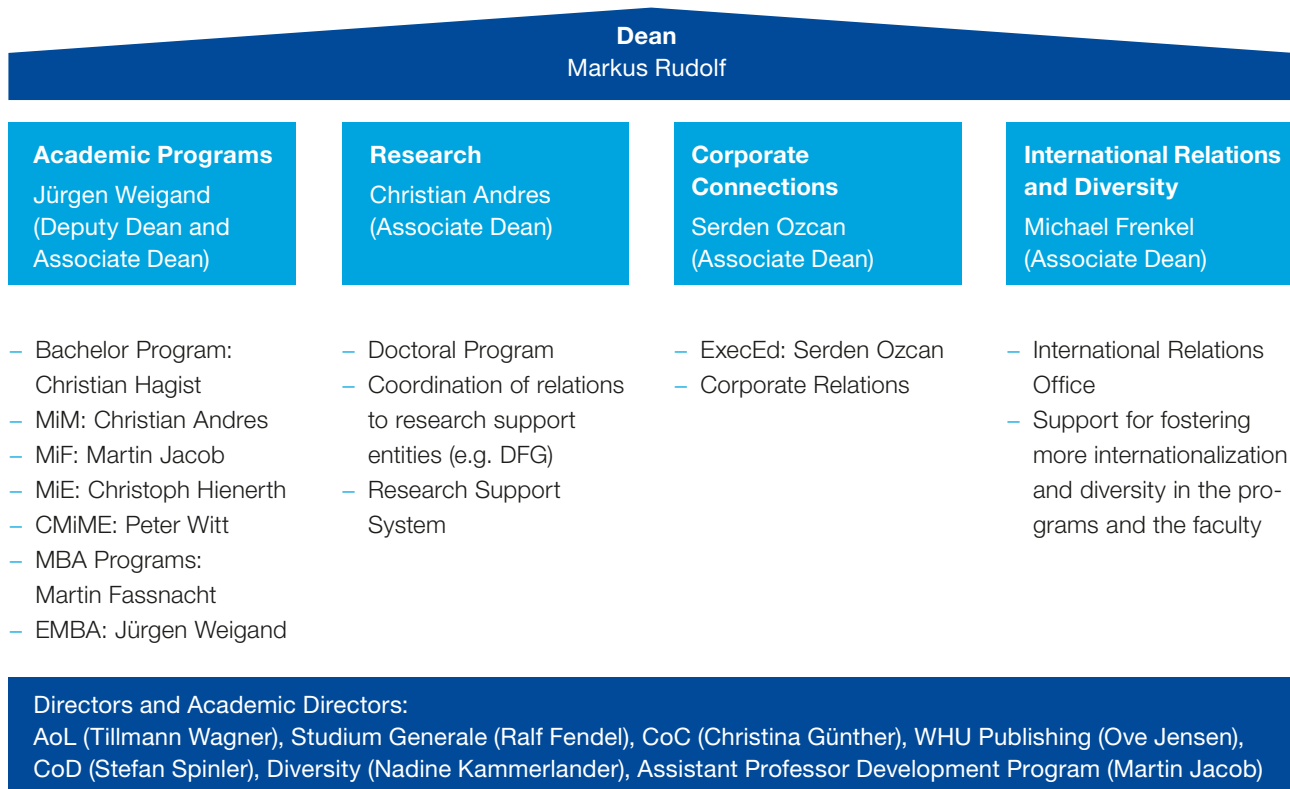 Dean
Markus Rudolf
Academic Programs
Jürgen Weigand
(Deputy Dean and
Associate Dean)
Research
Christian Andres
(Associate Dean)
Corporate
Connections
Serden Ozcan
(Associate Dean)
International Relations
and Diversity
Michael Frenkel
(Associate Dean)
– Bachelor Program:
Christian Hagist
– MiM: Christian Andres
– MiF: Martin Jacob
– MiE: Christoph Hienerth
– CMiME: Peter Witt
– MBA Programs:
Martin Fassnacht
– EMBA: Jürgen Weigand
– Doctoral Program
– Coordination of relations
to research support
entities (e.g. DFG)
– Research Support
System
– ExecEd: Serden Ozcan
– Corporate Relations
– International Relations
Office
– Support for fostering
more internationalization
and diversity in the pro-
grams and the faculty
Directors and Academic Directors:
AoL (Tillmann Wagner), Studium Generale (Ralf Fendel), CoC (Christina Günther), WHU Publishing (Ove Jensen),
CoD (Stefan Spinler), Diversity (Nadine Kammerlander), Assistant Professor Development Program (Martin Jacob)